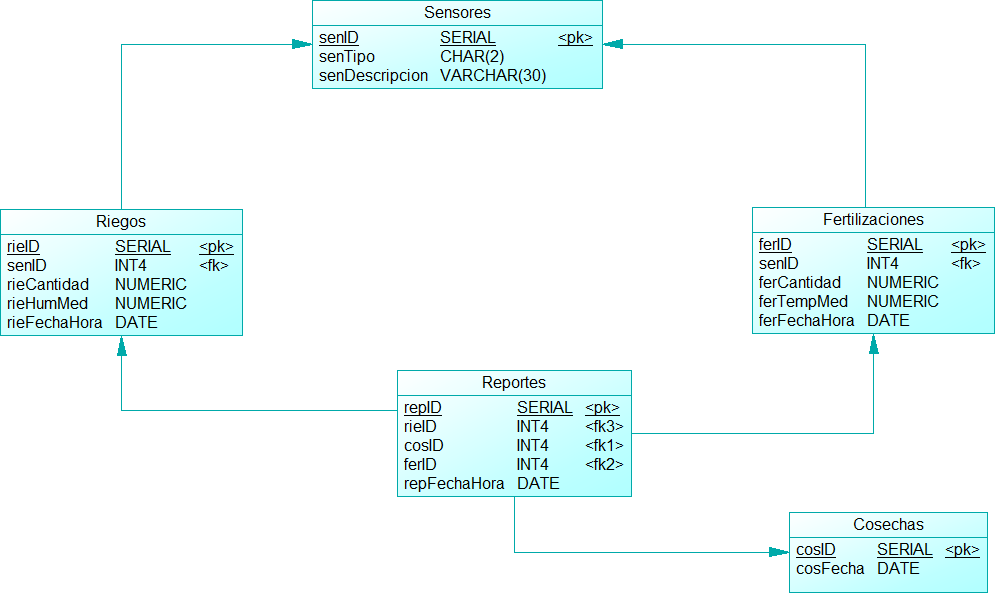 Sensores
senID SERIAL <pk>
senTipo CHAR(2)
senDescripcion VARCHAR(30)
Riegos
rieID SERIAL <pk>
senID INT4 <fk>
rieCantidad NUMERIC
rieHumMed NUMERIC
rieFechaHora DATE
Fertilizaciones
ferID SERIAL <pk>
senID INT4 <fk>
ferCantidad NUMERIC
ferTempMed NUMERIC
ferFechaHora DATE
Reportes
repID SERIAL <pk>
rieID INT4 <fk3>
cosID INT4 <fk1>
ferID INT4 <fk2>
repFechaHora DATE
Cosechas
cosID SERIAL <pk>
cosFecha DATE